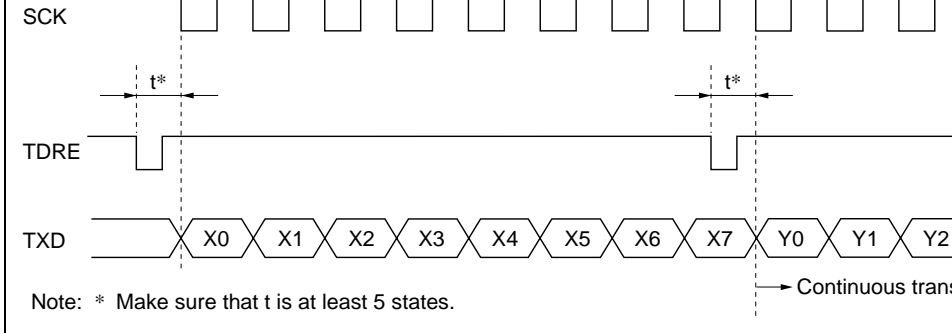 SCK
t* t*
TDRE
TXD X0 X1 X2 X3 X4 X5 X6 X7 Y0 Y1 Y2
Continuous
Note: * Make sure that t is at least 5 states.